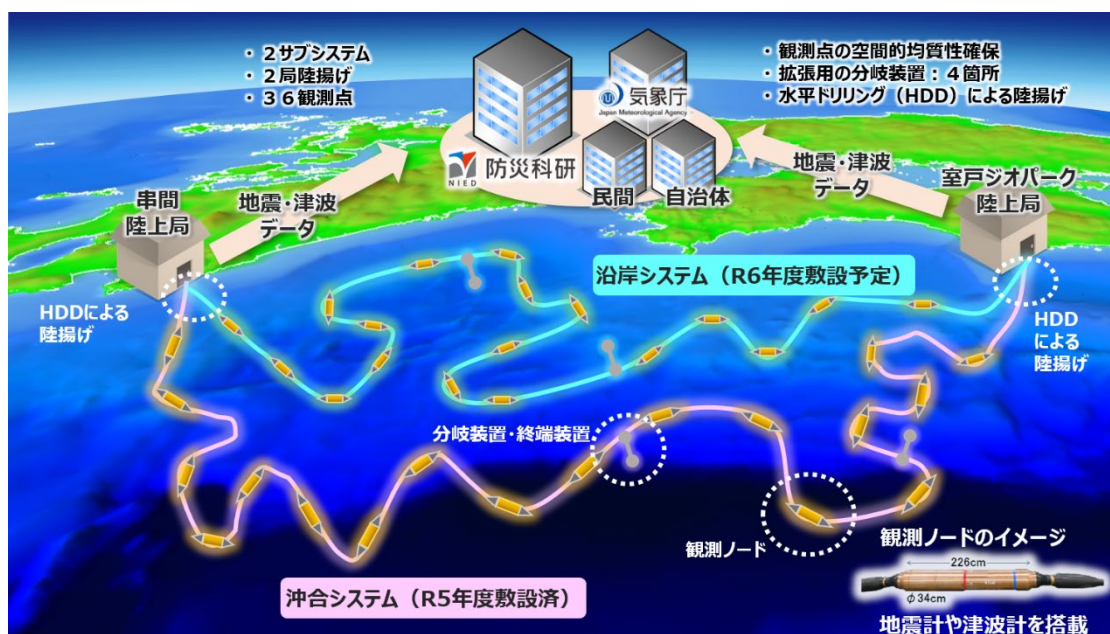 ・２サブシステム
・２局陸揚げ
・３６観測点
・観測点の空間的均質性確保
・拡張用の分岐装置：４箇所
・水平ドリリング（HDD）による陸揚げ
気象庁
Japan Meteorological Agency
NIED
防災科研
民間
自治体
串間
陸上局
地震・津波
データ
地震・津波
データ
室戸ジオパーク
陸上局
HDDによる
陸揚げ
沿岸システム（R6年度敷設予定）
HDD
による
陸揚げ
分岐装置・終端装置
観測ノード
観測ノードのイメージ
226cm
φ34cm
地震計や津波計を搭載
沖合システム（R5年度敷設済）